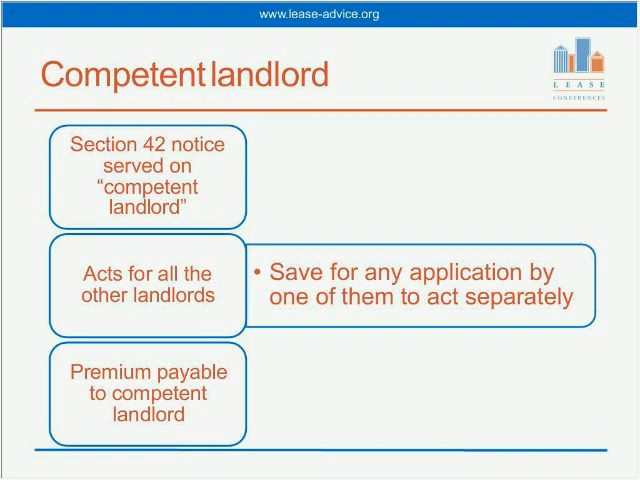 www.lease-advice.org
Competent landlord
LEASE
CONFERENCES
Section 42 notice
served on
“competent
landlord”
Acts for all the
other landlords
• Save for any application by
one of them to act separately
Premium payable
to competent
landlord